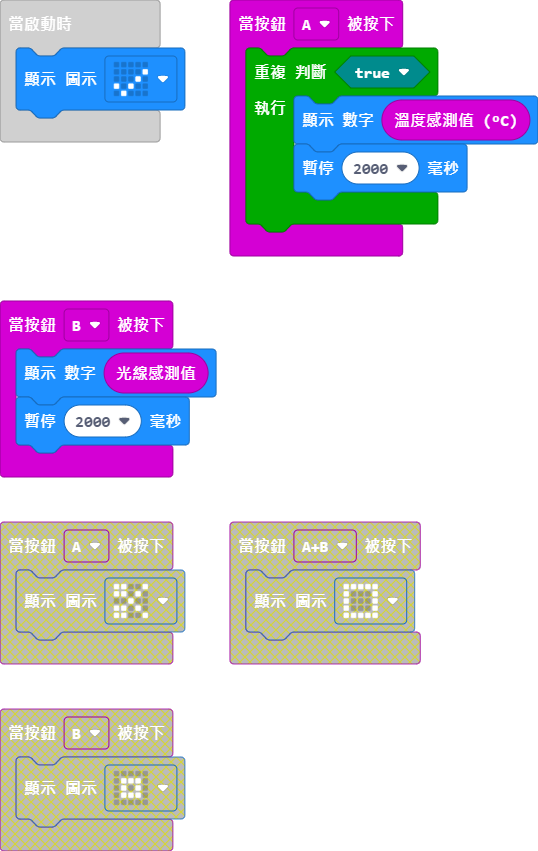 當啟動時
顯示 圖示
當按鈕 A 被按下
重複 判斷 true
執行
顯示 數字 溫度感測值 (ºC)
暫停 2000 毫秒
當按鈕 B 被按下
顯示 數字 光線感測值
暫停 2000 毫秒
當按鈕 A 被按下
顯示 圖示
當按鈕 A+B 被按下
顯示 圖示
當按鈕 B 被按下
顯示 圖示